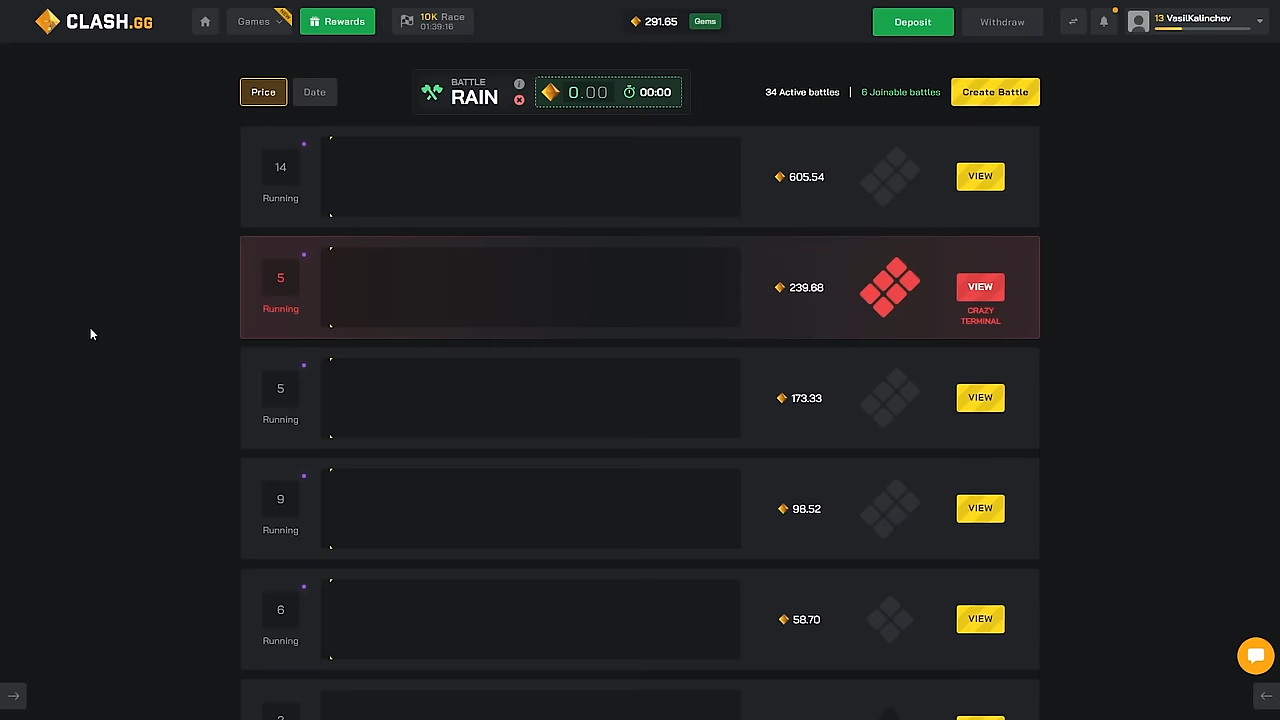 CLASH.GG
Games
NEW
Rewards
10K Race
01:39:16
291.65
Gems
Deposit
Withdraw
13 VasilKalinchev
Price
Date
BATTLE
RAIN
0.00
00:00
34 Active battles
6 Joinable battles
Create Battle
14
Running
605.54
VIEW
5
Running
239.68
VIEW
CRAZY
TERMINAL
5
Running
173.33
VIEW
9
Running
98.52
VIEW
6
Running
58.70
VIEW